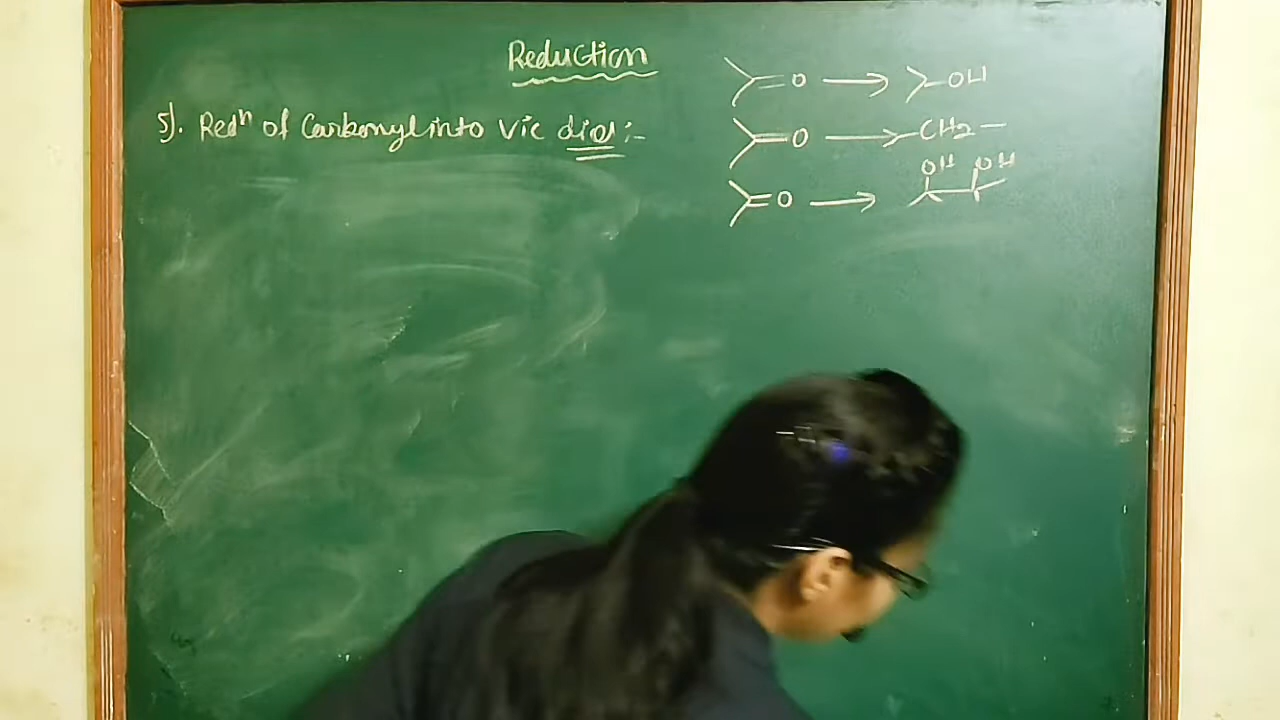 Reduction
5). Redⁿ of Carbonyl into Vic diol :-
=O ⟶ -OH
=O ⟶ -CH2-
OH OH
=O ⟶